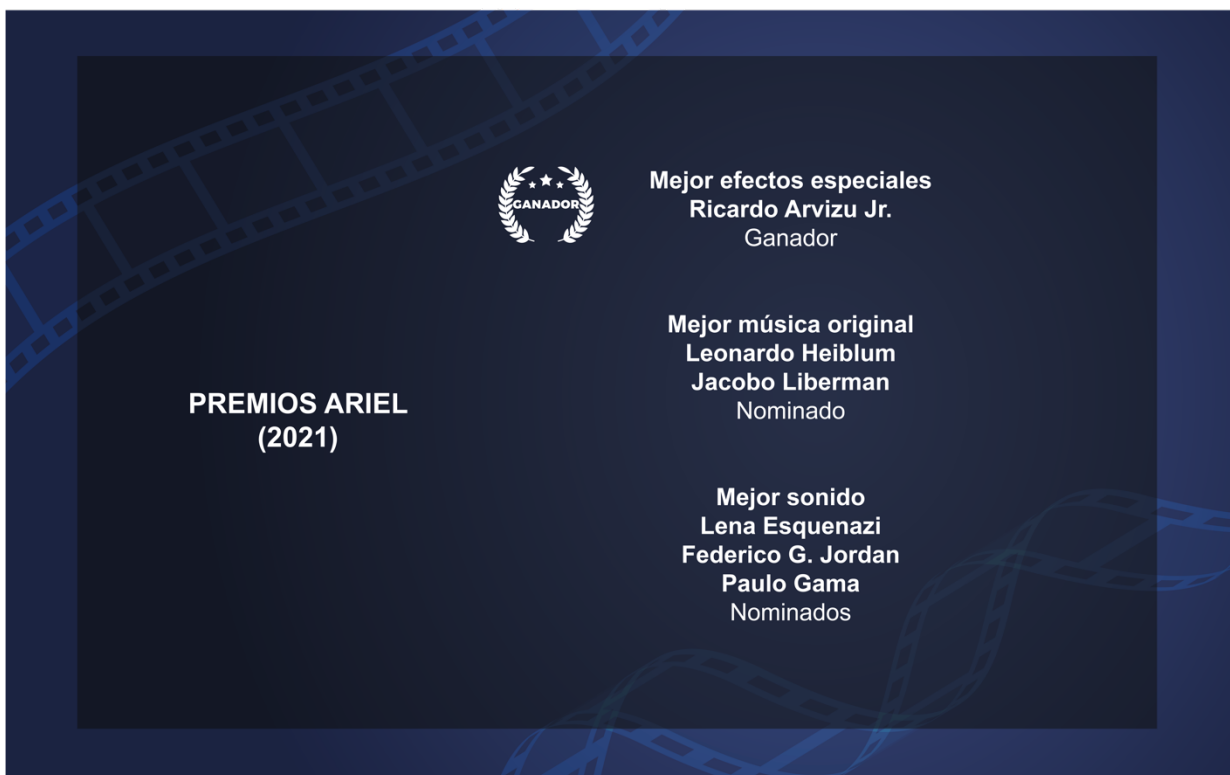 PREMIOS ARIEL
(2021)
GANADOR
Mejor efectos especiales
Ricardo Arvizu Jr.
Ganador
Mejor música original
Leonardo Heiblum
Jacobo Liberman
Nominado
Mejor sonido
Lena Esquenazi
Federico G. Jordan
Paulo Gama
Nominados